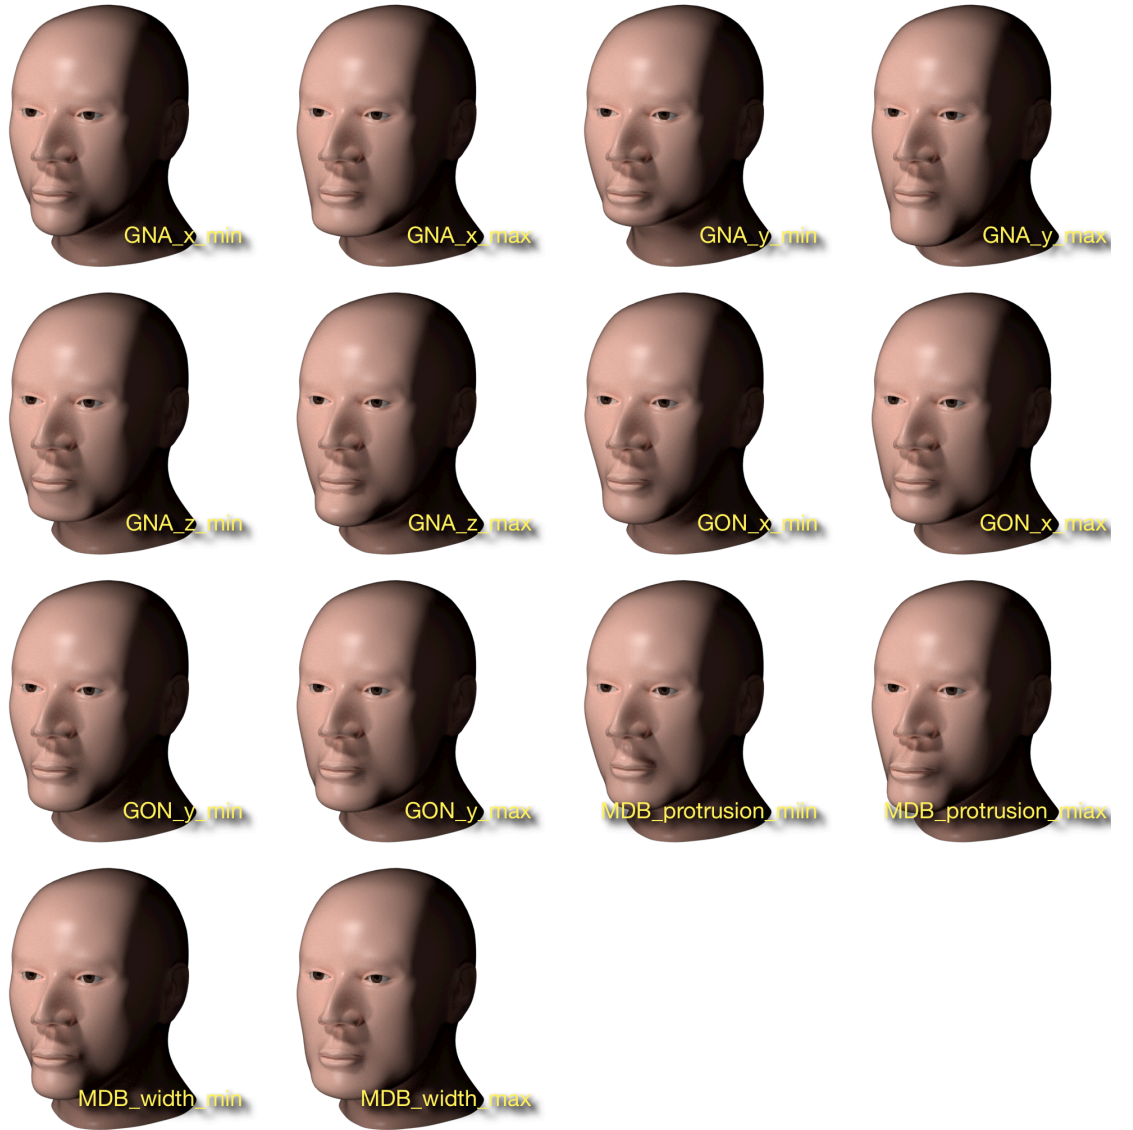 GNA_x_min
GNA_x_max
GNA_y_min
GNA_y_max
GNA_z_min
GNA_z_max
GON_x_min
GON_x_max
GON_y_min
GON_y_max
MDB_protrusion_min
MDB_protrusion_max
MDB_width_min
MDB_width_max